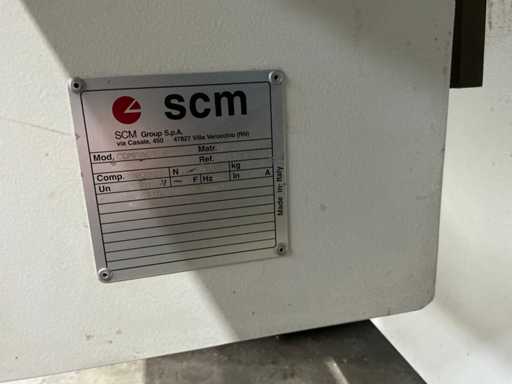 scm
SCM Group S.p.A.
via Casale, 450 47827 Villa Verucchio (RN)
Mod. Matr.
Ref.
Comp. N kg
Un V ~ F Hz In A
Made in Italy